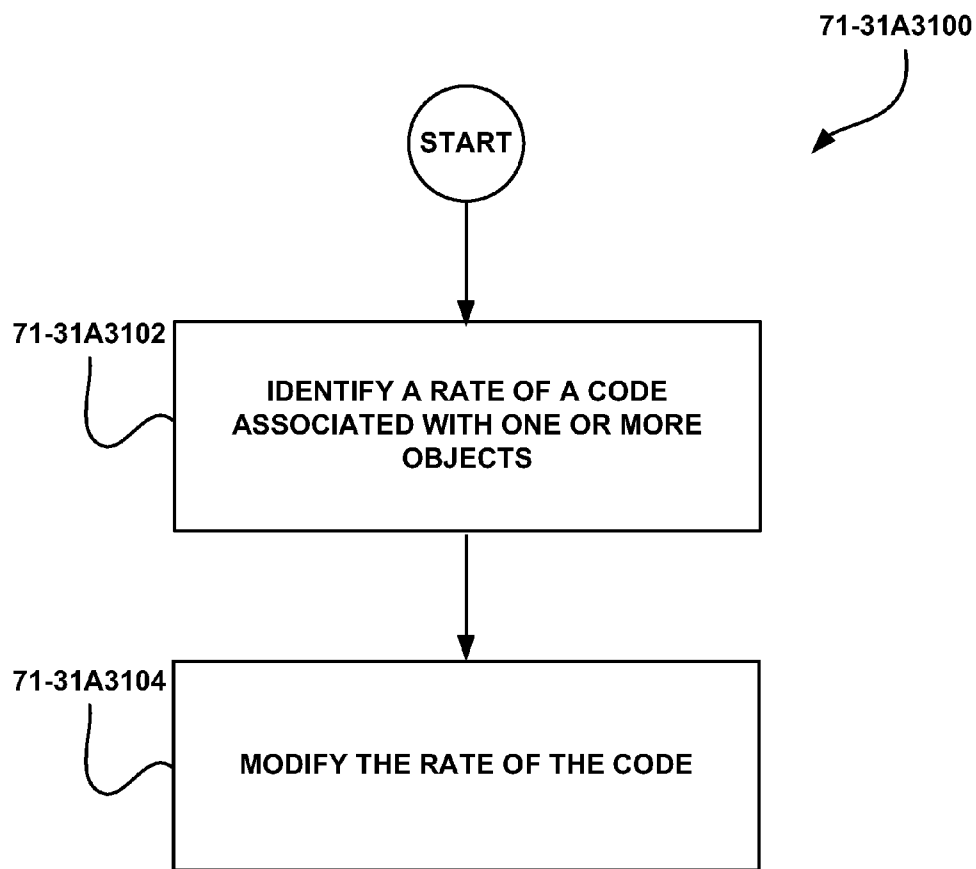 71-31A3100
START
71-31A3102
IDENTIFY A RATE OF A CODE
ASSOCIATED WITH ONE OR MORE
OBJECTS
71-31A3104
MODIFY THE RATE OF THE CODE